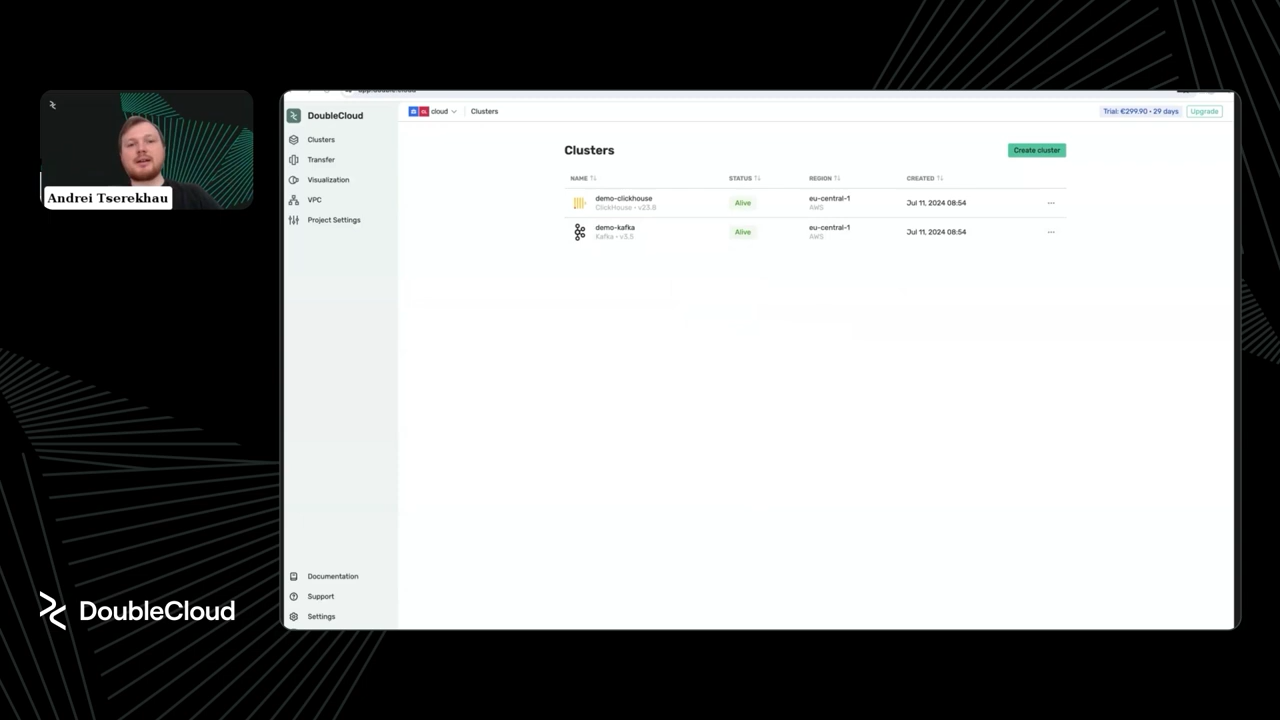 DoubleCloud
cloud
Clusters
Trial: €299.90 • 29 days
Upgrade
Clusters
Transfer
Visualization
VPC
Project Settings
Clusters
Create cluster
NAME
STATUS
REGION
CREATED
demo-clickhouse
ClickHouse • v23.8
Alive
eu-central-1
AWS
Jul 11, 2024 08:54
demo-kafka
Kafka • v3.5
Alive
eu-central-1
AWS
Jul 11, 2024 08:54
Andrei Tserekhau
Documentation
Support
Settings
DoubleCloud